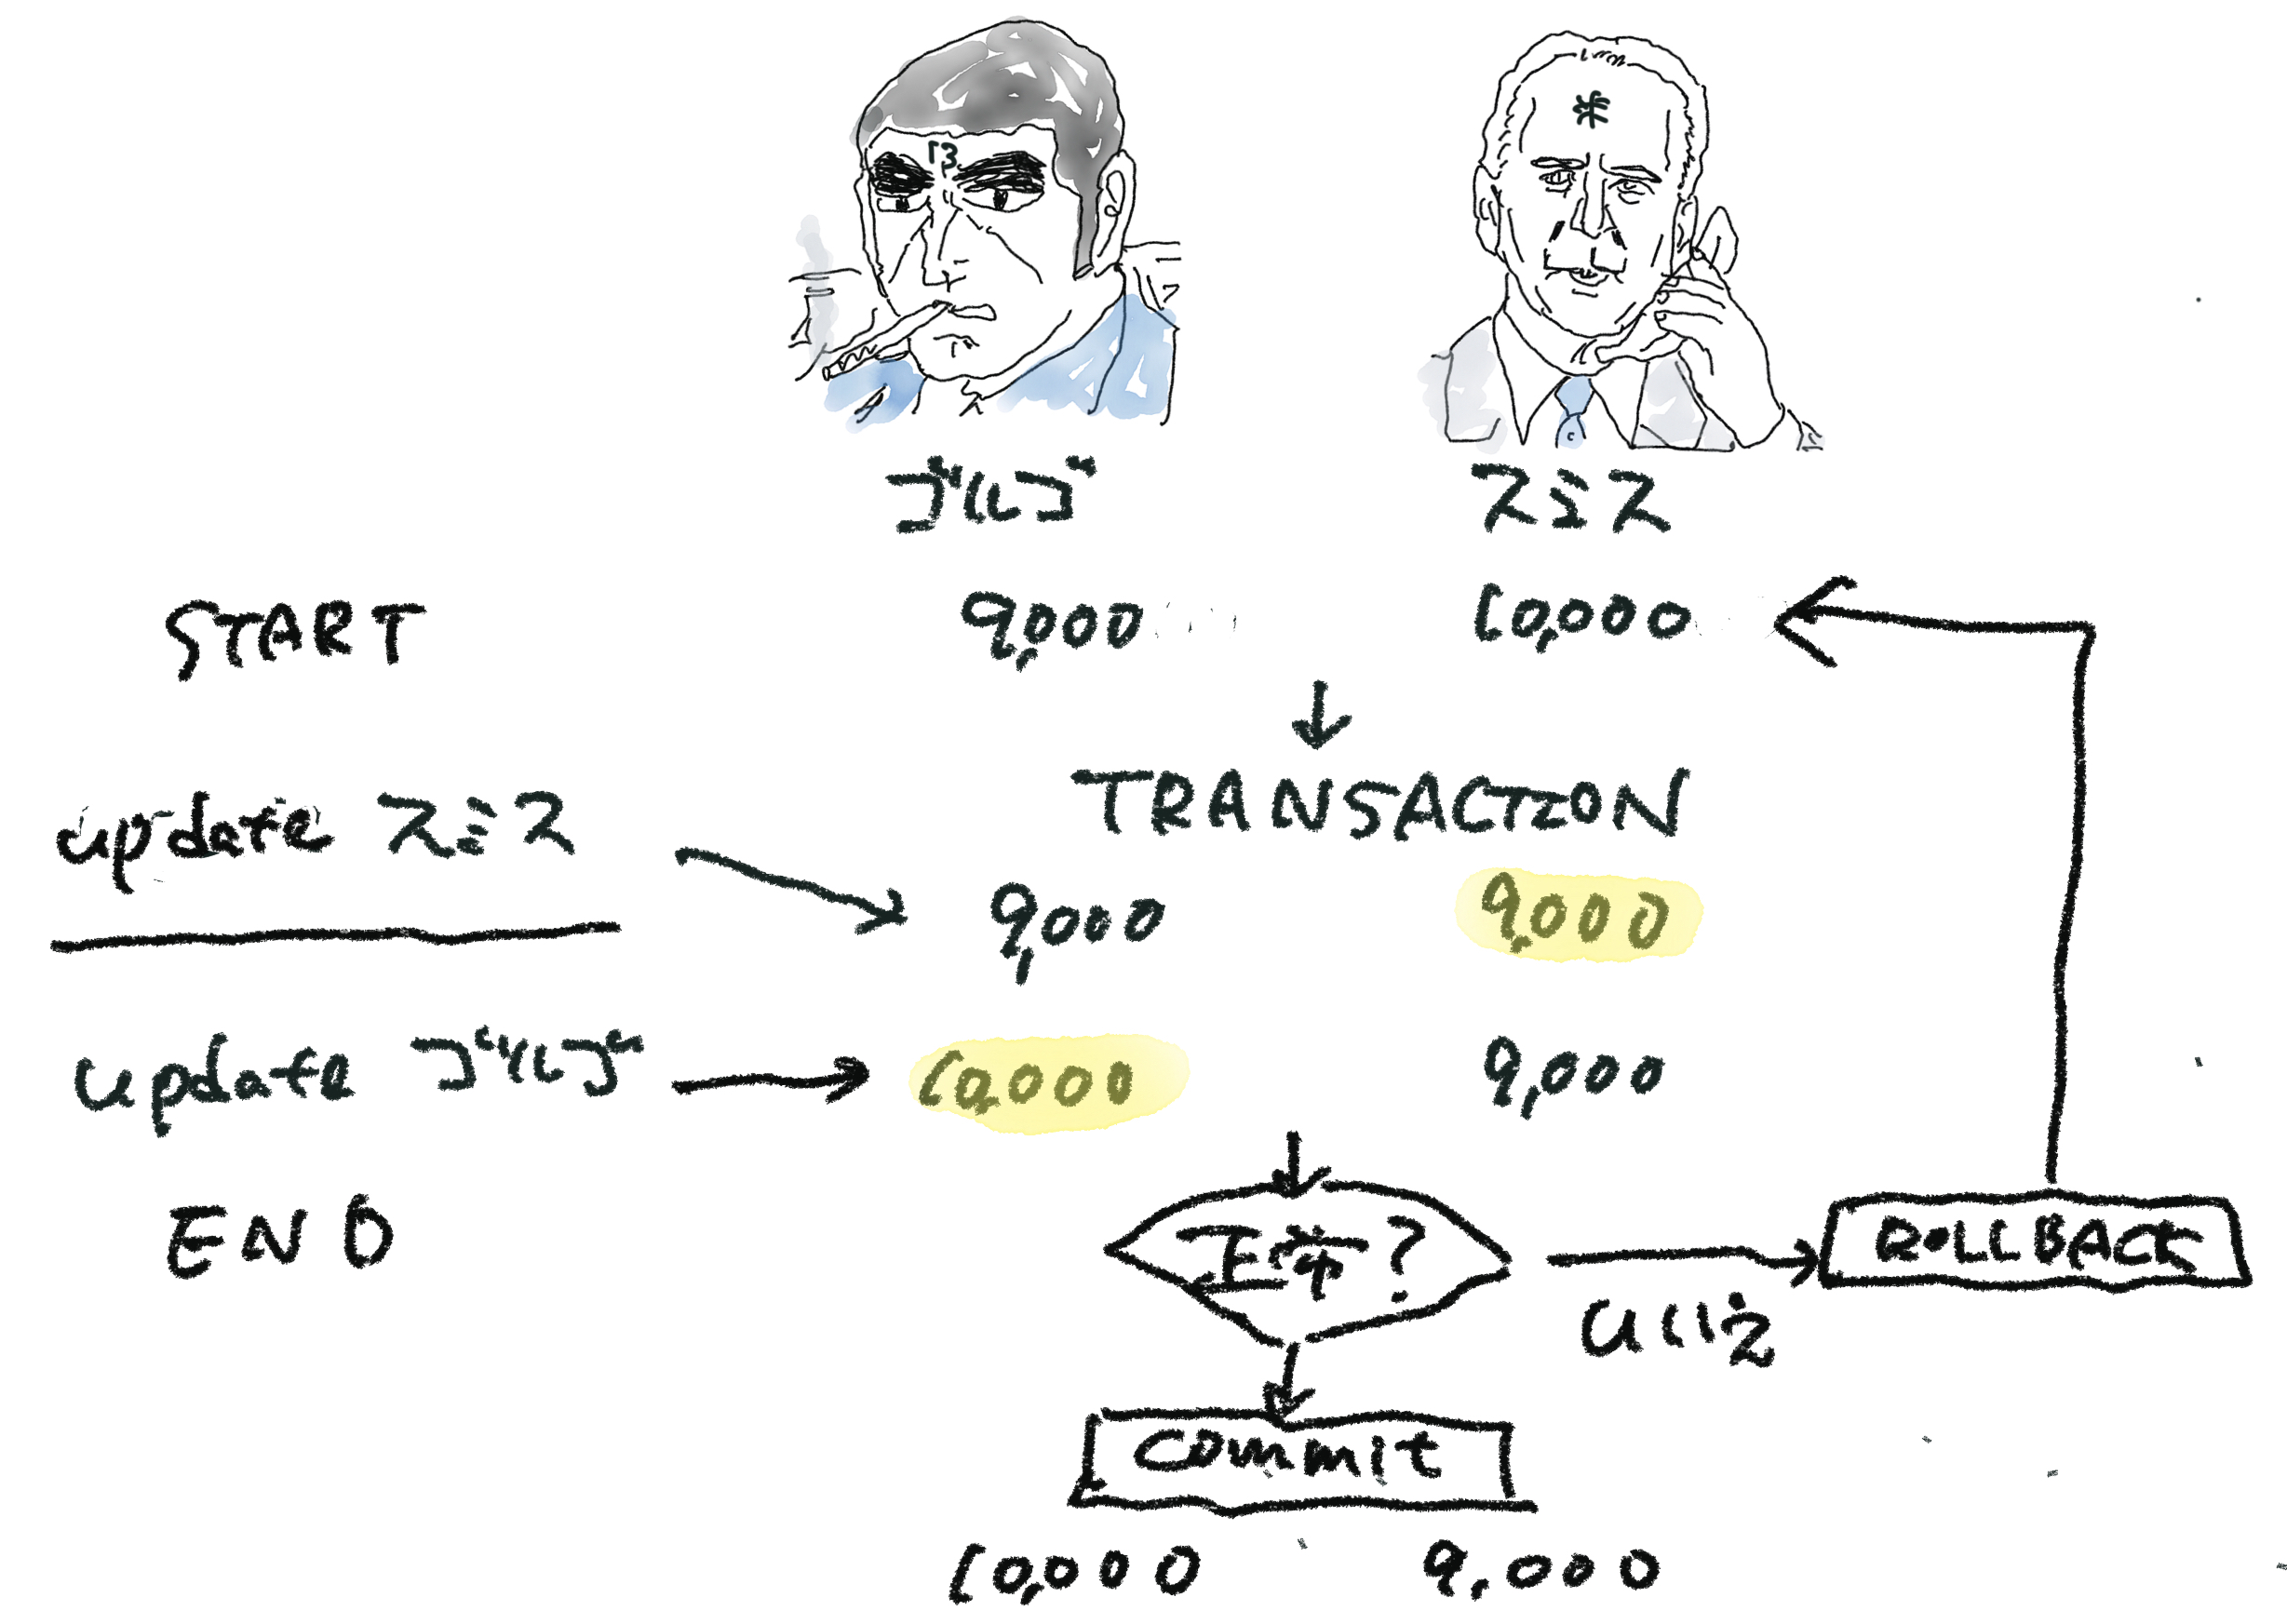 13
米
ゴルゴ スミス
START 9,000 10,000
↓
TRANSACTION
update スミス → 9,000 9,000
update ゴルゴ → 10,000 9,000
END
正常?
いいえ
ROLLBACK
commit
10,000 9,000